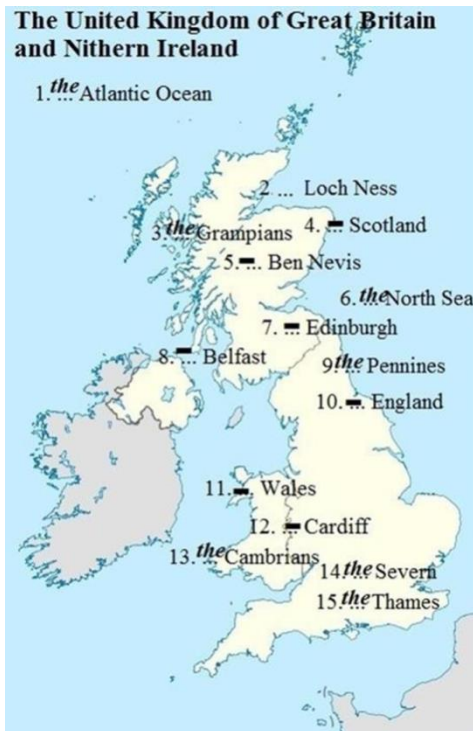 The United Kingdom of Great Britain
and Nithern Ireland
1. the ... Atlantic Ocean
2 ... Loch Ness
3. the ... Grampians
4. - ... Scotland
5. - ... Ben Nevis
6. the ... North Sea
7. - ... Edinburgh
8. - ... Belfast
9 the ... Pennines
10. - ... England
11. - ... Wales
12. - ... Cardiff
13. the ... Cambrians
14. the ... Severn
15. the ... Thames